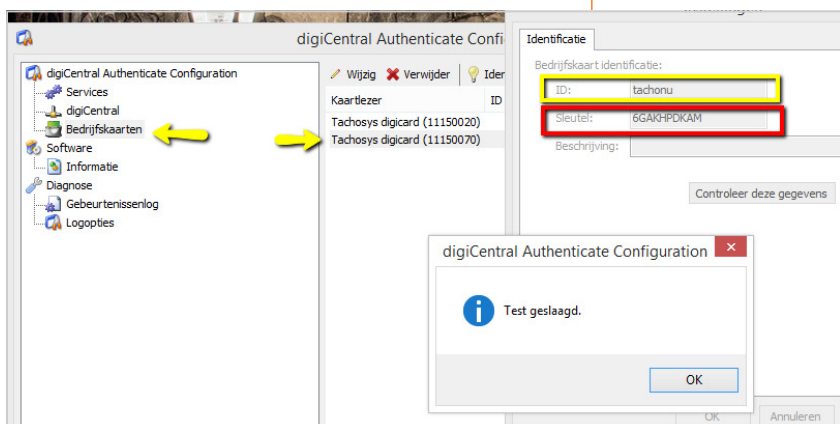 digiCentral Authenticate Confi
digiCentral Authenticate Configuration
Services
digiCentral
Bedrijfskaarten
Software
Informatie
Diagnose
Gebeurtenissenlog
Logopties
Wijzig Verwijder Iden
Kaartlezer ID
Tachosys digicard (11150020)
Tachosys digicard (11150070)
Identificatie
Bedrijfskaart identificatie:
ID: tachonu
Sleutel: 6GAKHPDKAM
Beschrijving:
Controleer deze gegevens
digiCentral Authenticate Configuration
Test geslaagd.
OK
OK Annuleren